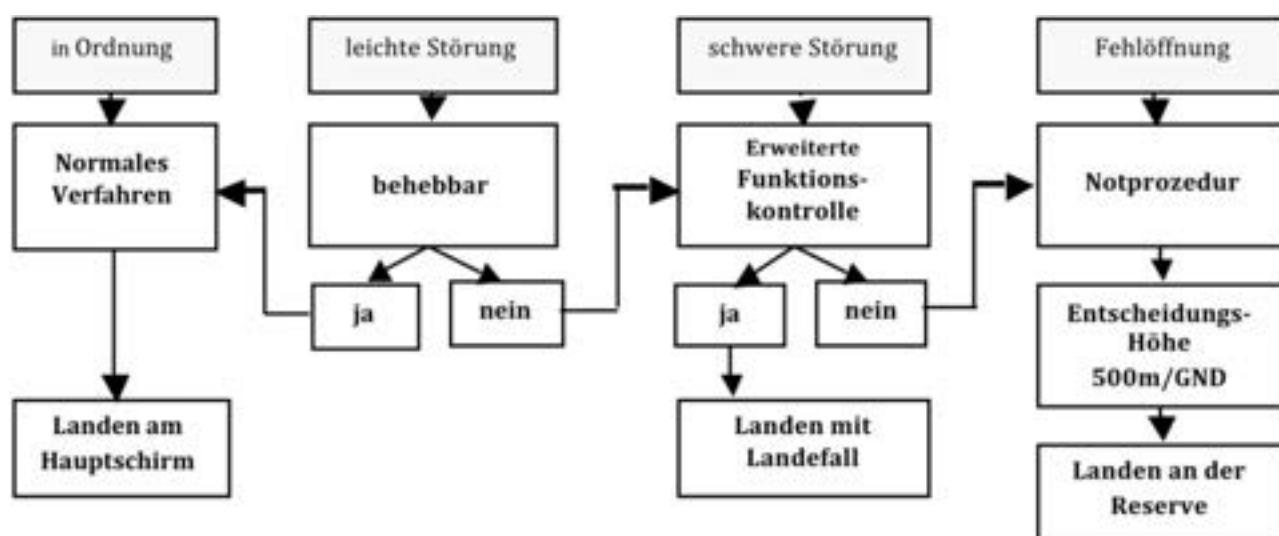 in Ordnung
leichte Störung
schwere Störung
Fehlöffnung
Normales
Verfahren
behebbar
Erweiterte
Funktions-
kontrolle
Notprozedur
ja
nein
ja
nein
Entscheidungs-
Höhe
500m/GND
Landen am
Hauptschirm
Landen mit
Landefall
Landen an der
Reserve